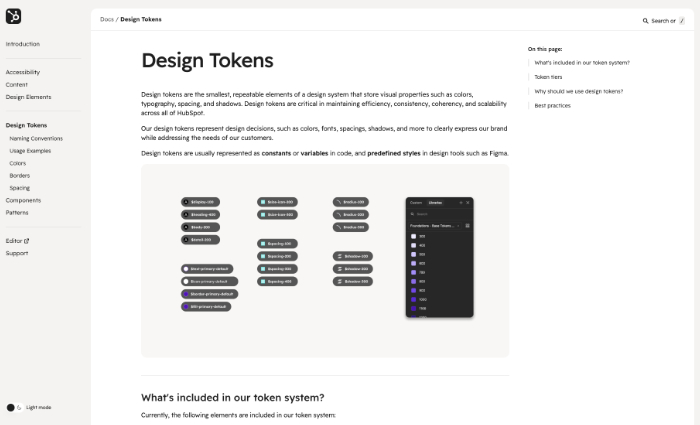 Docs / Design Tokens
Search or /
Introduction
Accessibility
Content
Design Elements
Design Tokens
Naming Conventions
Usage Examples
Colors
Borders
Spacing
Components
Patterns
Editor
Support
Light mode
Design Tokens
Design tokens are the smallest, repeatable elements of a design system that store visual properties such as colors,
typography, spacing, and shadows. Design tokens are critical in maintaining efficiency, consistency, coherency, and scalability
across all of HubSpot.
Our design tokens represent design decisions, such as colors, fonts, spacings, shadows, and more to clearly express our brand
while addressing the needs of our customers.
Design tokens are usually represented as constants or variables in code, and predefined styles in design tools such as Figma.
What's included in our token system?
Currently, the following elements are included in our token system:
On this page:
What's included in our token system?
Token tiers
Why should we use design tokens?
Best practices